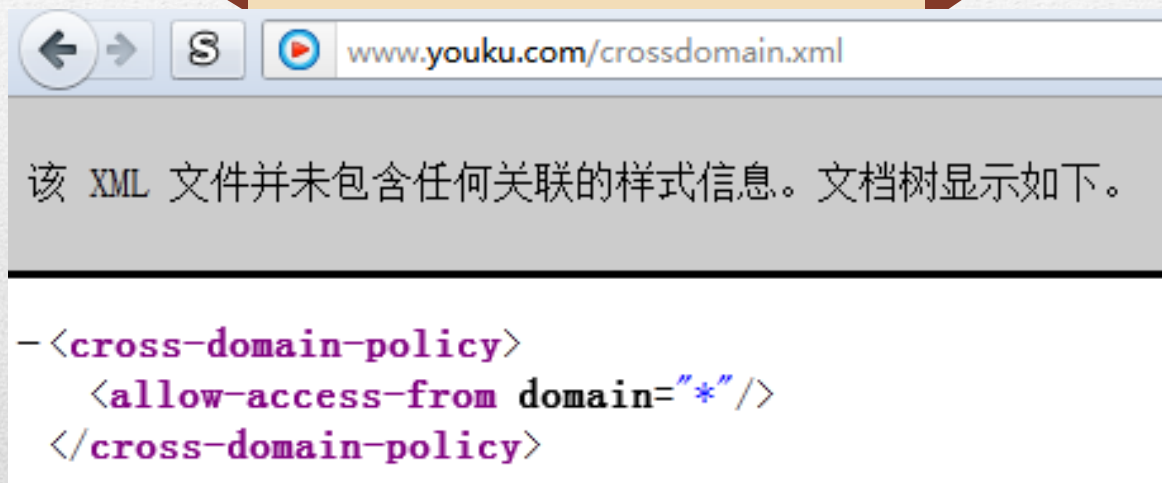 S www.youku.com/crossdomain.xml
该 XML 文件并未包含任何关联的样式信息。文档树显示如下。
-<cross-domain-policy>
<allow-access-from domain="*"/>
</cross-domain-policy>